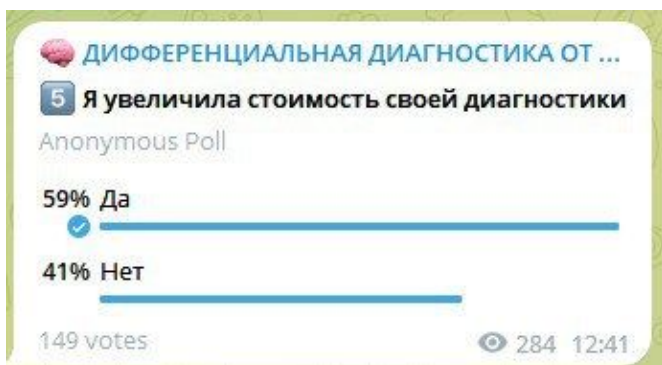 🧠 ДИФФЕРЕНЦИАЛЬНАЯ ДИАГНОСТИКА ОТ ...
5️⃣ Я увеличила стоимость своей диагностики
Anonymous Poll
59% Да
41% Нет
149 votes 284 12:41